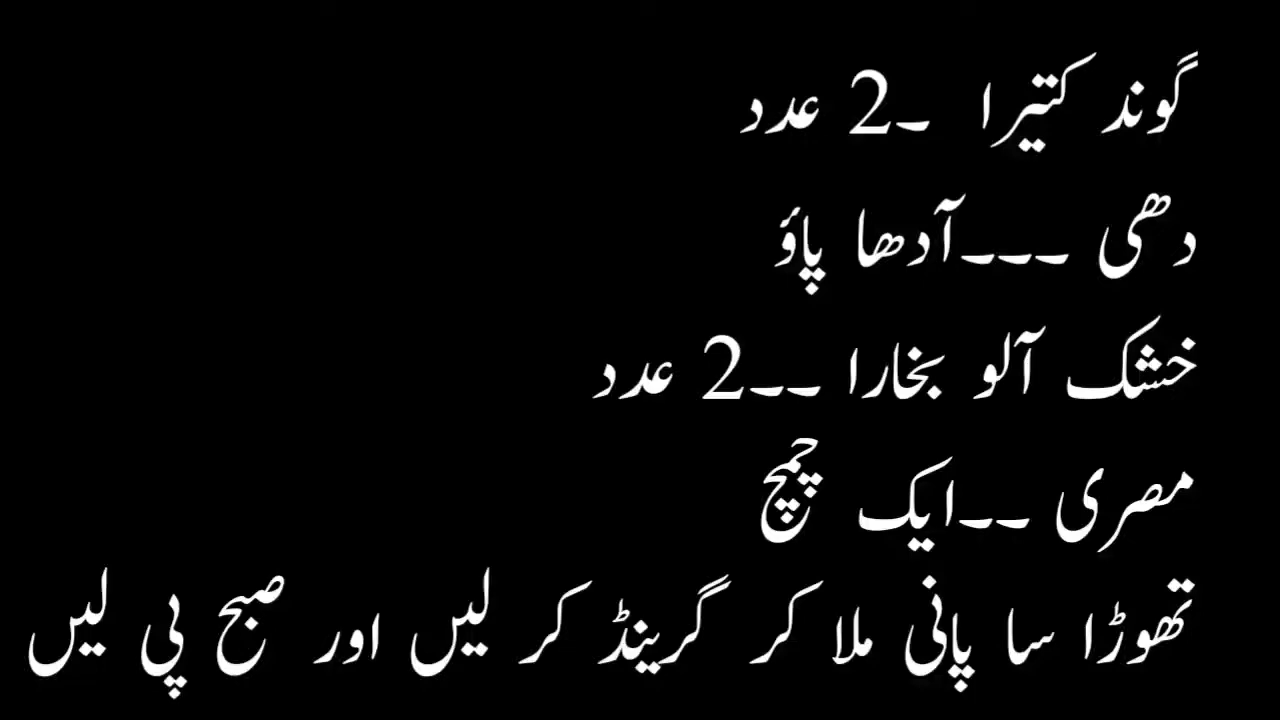 گوند کتیرا ۔2 عدد
دھی ۔۔۔آدھا پاؤ
خشک آلو بخارا ۔۔2 عدد
مصری ۔۔ایک چمچ
تھوڑا سا پانی ملا کر گرینڈ کر لیں اور صبح پی لیں